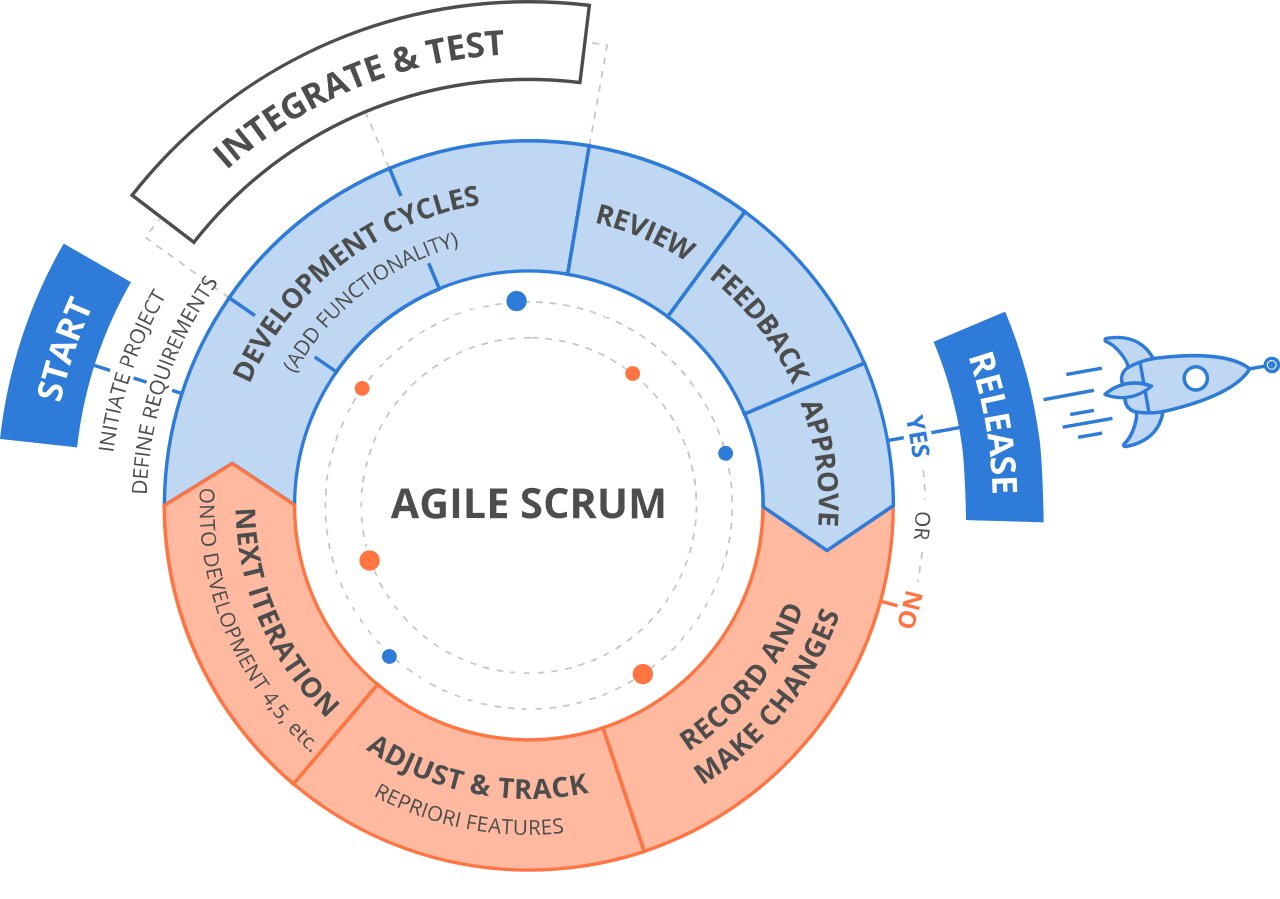 INTEGRATE & TEST
START
INITIATE PROJECT
DEFINE REQUIREMENTS
DEVELOPMENT CYCLES
(ADD FUNCTIONALITY)
REVIEW
FEEDBACK
APPROVE
YES
OR
NO
RELEASE
AGILE SCRUM
RECORD AND
MAKE CHANGES
ADJUST & TRACK
REPRIORI FEATURES
NEXT ITERATION
ONTO DEVELOPMENT 4,5, etc.